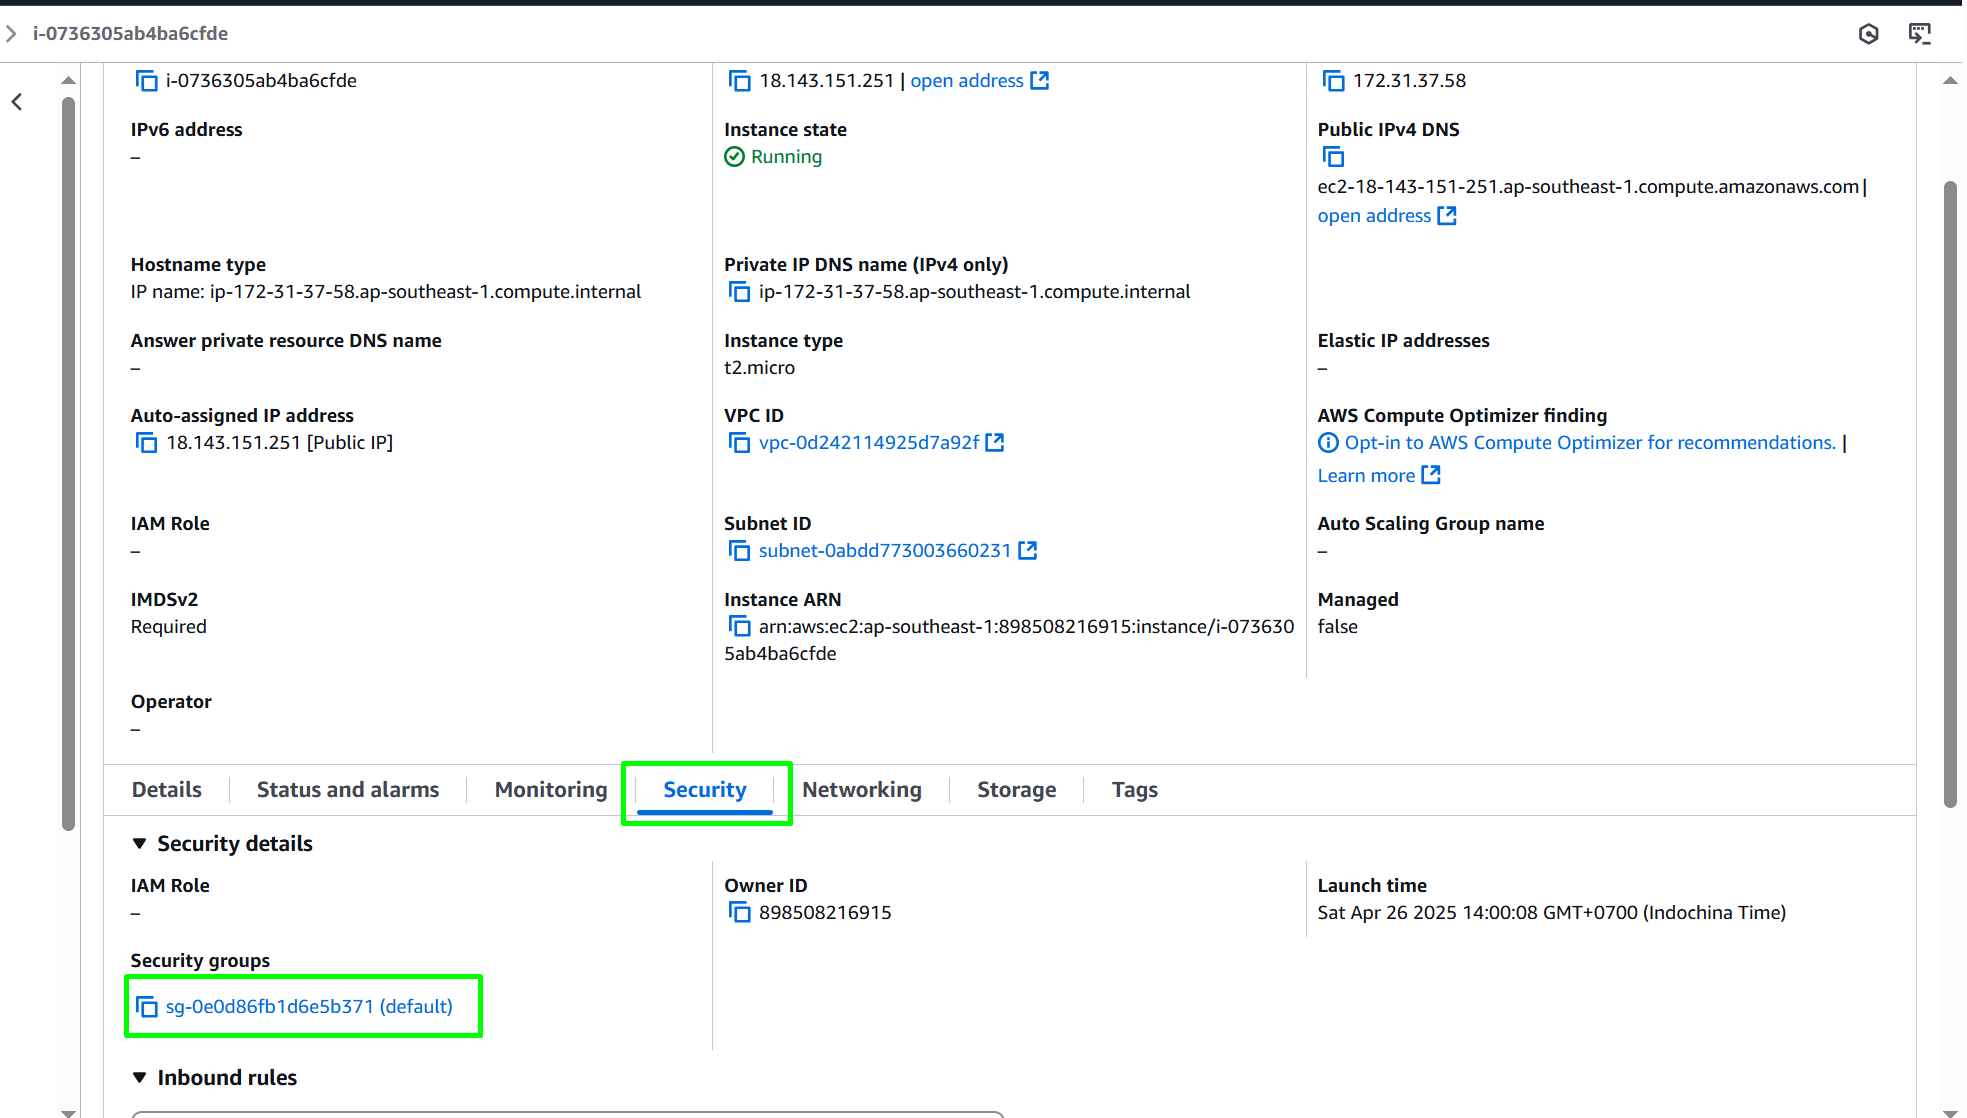 i-0736305ab4ba6cfde
i-0736305ab4ba6cfde
18.143.151.251 | open address
172.31.37.58
IPv6 address
–
Instance state
Running
Public IPv4 DNS
ec2-18-143-151-251.ap-southeast-1.compute.amazonaws.com |
open address
Hostname type
IP name: ip-172-31-37-58.ap-southeast-1.compute.internal
Private IP DNS name (IPv4 only)
ip-172-31-37-58.ap-southeast-1.compute.internal
Answer private resource DNS name
–
Instance type
t2.micro
Elastic IP addresses
–
Auto-assigned IP address
18.143.151.251 [Public IP]
VPC ID
vpc-0d242114925d7a92f
AWS Compute Optimizer finding
Opt-in to AWS Compute Optimizer for recommendations. |
Learn more
IAM Role
–
Subnet ID
subnet-0abdd773003660231
Auto Scaling Group name
–
IMDSv2
Required
Instance ARN
arn:aws:ec2:ap-southeast-1:898508216915:instance/i-073630
5ab4ba6cfde
Managed
false
Operator
–
Details
Status and alarms
Monitoring
Security
Networking
Storage
Tags
Security details
IAM Role
–
Owner ID
898508216915
Launch time
Sat Apr 26 2025 14:00:08 GMT+0700 (Indochina Time)
Security groups
sg-0e0d86fb1d6e5b371 (default)
Inbound rules